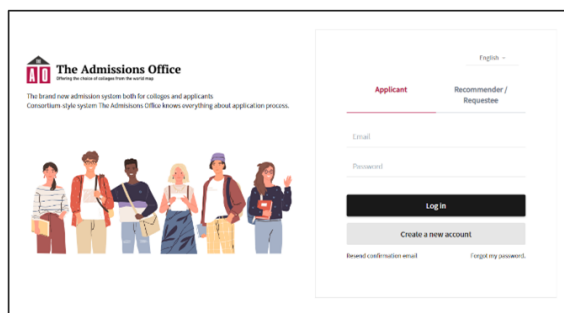 AO
The Admissions Office
Offering the choice of colleges from the world map
The brand new admission system both for colleges and applicants
Consortium-style system The Admissions Office knows everything about application process.
English
Applicant
Recommender /
Requestee
Email
Password
Log in
Create a new account
Resend confirmation email
Forgot my password.